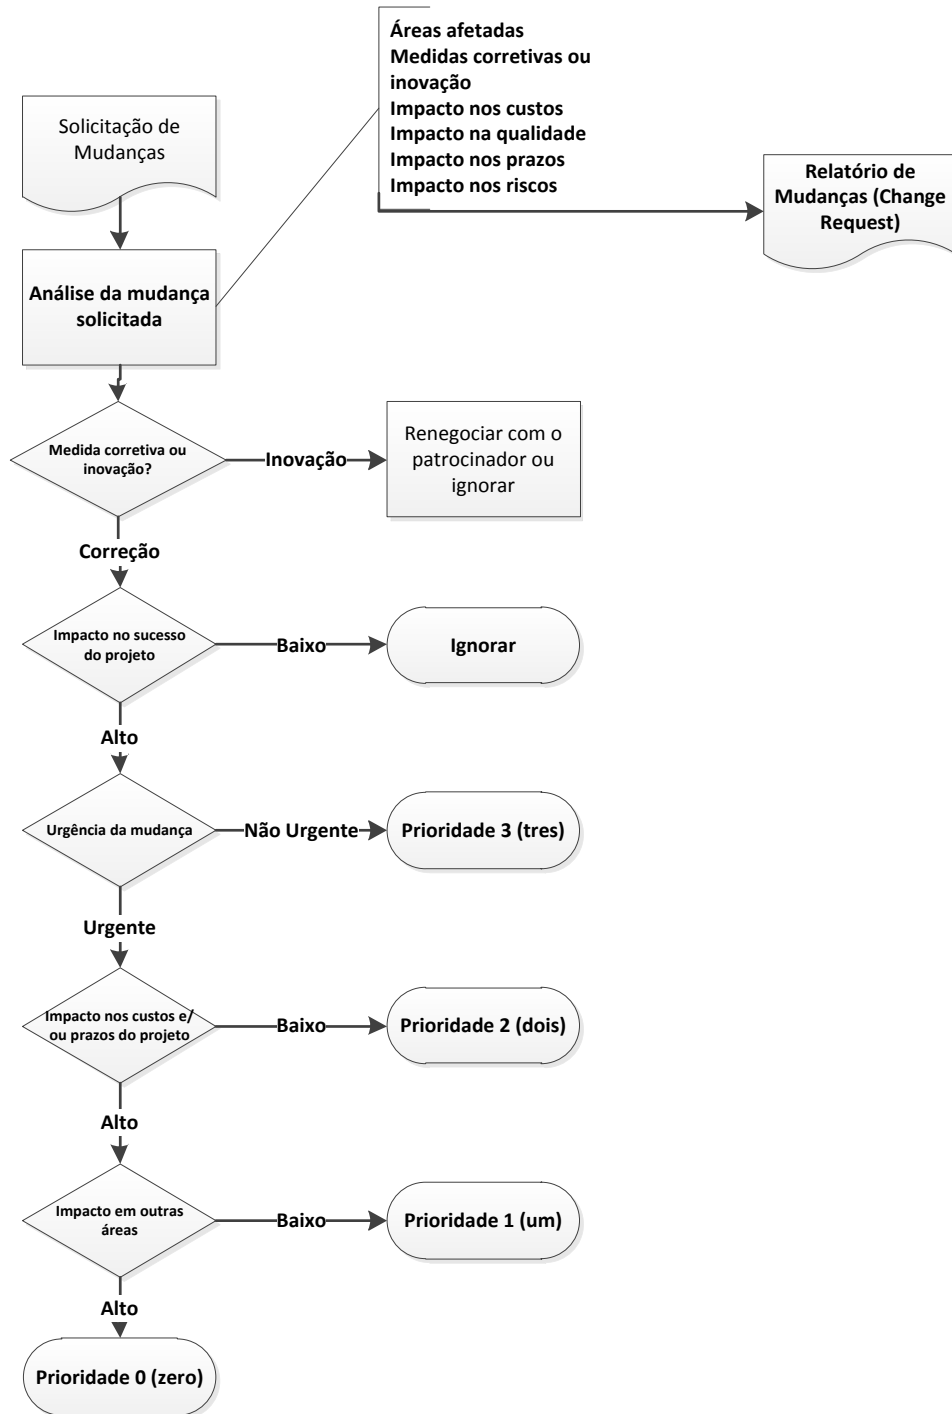 Áreas afetadas
Medidas corretivas ou
inovação
Impacto nos custos
Impacto na qualidade
Impacto nos prazos
Impacto nos riscos
Solicitação de
Mudanças
Relatório de
Mudanças (Change
Request)
Análise da mudança
solicitada
Medida corretiva ou
inovação?
Inovação
Renegociar com o
patrocinador ou
ignorar
Correção
Impacto no sucesso
do projeto
Baixo
Ignorar
Alto
Urgência da mudança
Não Urgente
Prioridade 3 (tres)
Urgente
Impacto nos custos e/
ou prazos do projeto
Baixo
Prioridade 2 (dois)
Alto
Impacto em outras
áreas
Baixo
Prioridade 1 (um)
Alto
Prioridade 0 (zero)